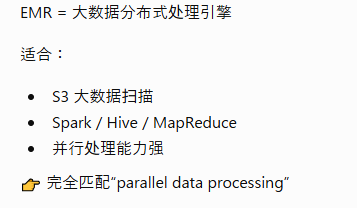 EMR = 大数据分布式处理引擎
适合：
• S3 大数据扫描
• Spark / Hive / MapReduce
• 并行处理能力强
👉 完全匹配“parallel data processing”